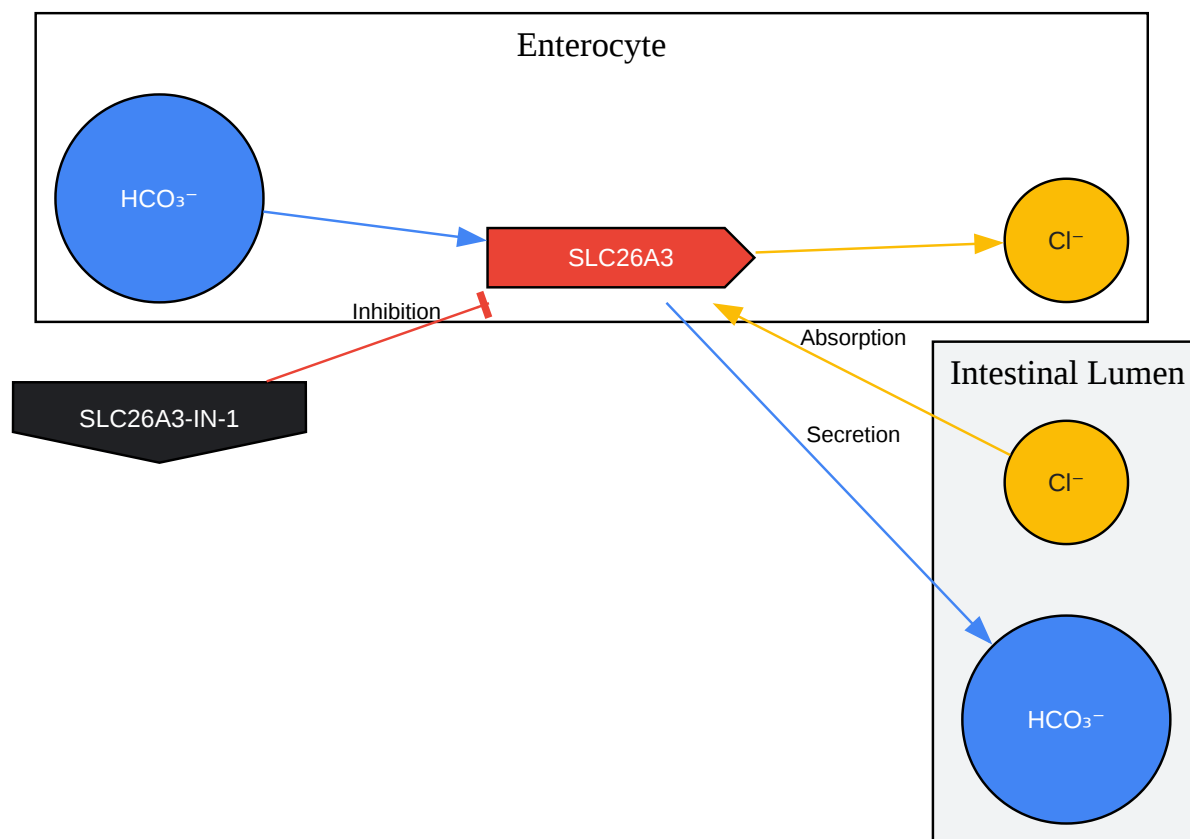 Enterocyte
HCO₃⁻
SLC26A3
Cl⁻
Inhibition
Absorption
Intestinal Lumen
SLC26A3-IN-1
Secretion
Cl⁻
HCO₃⁻